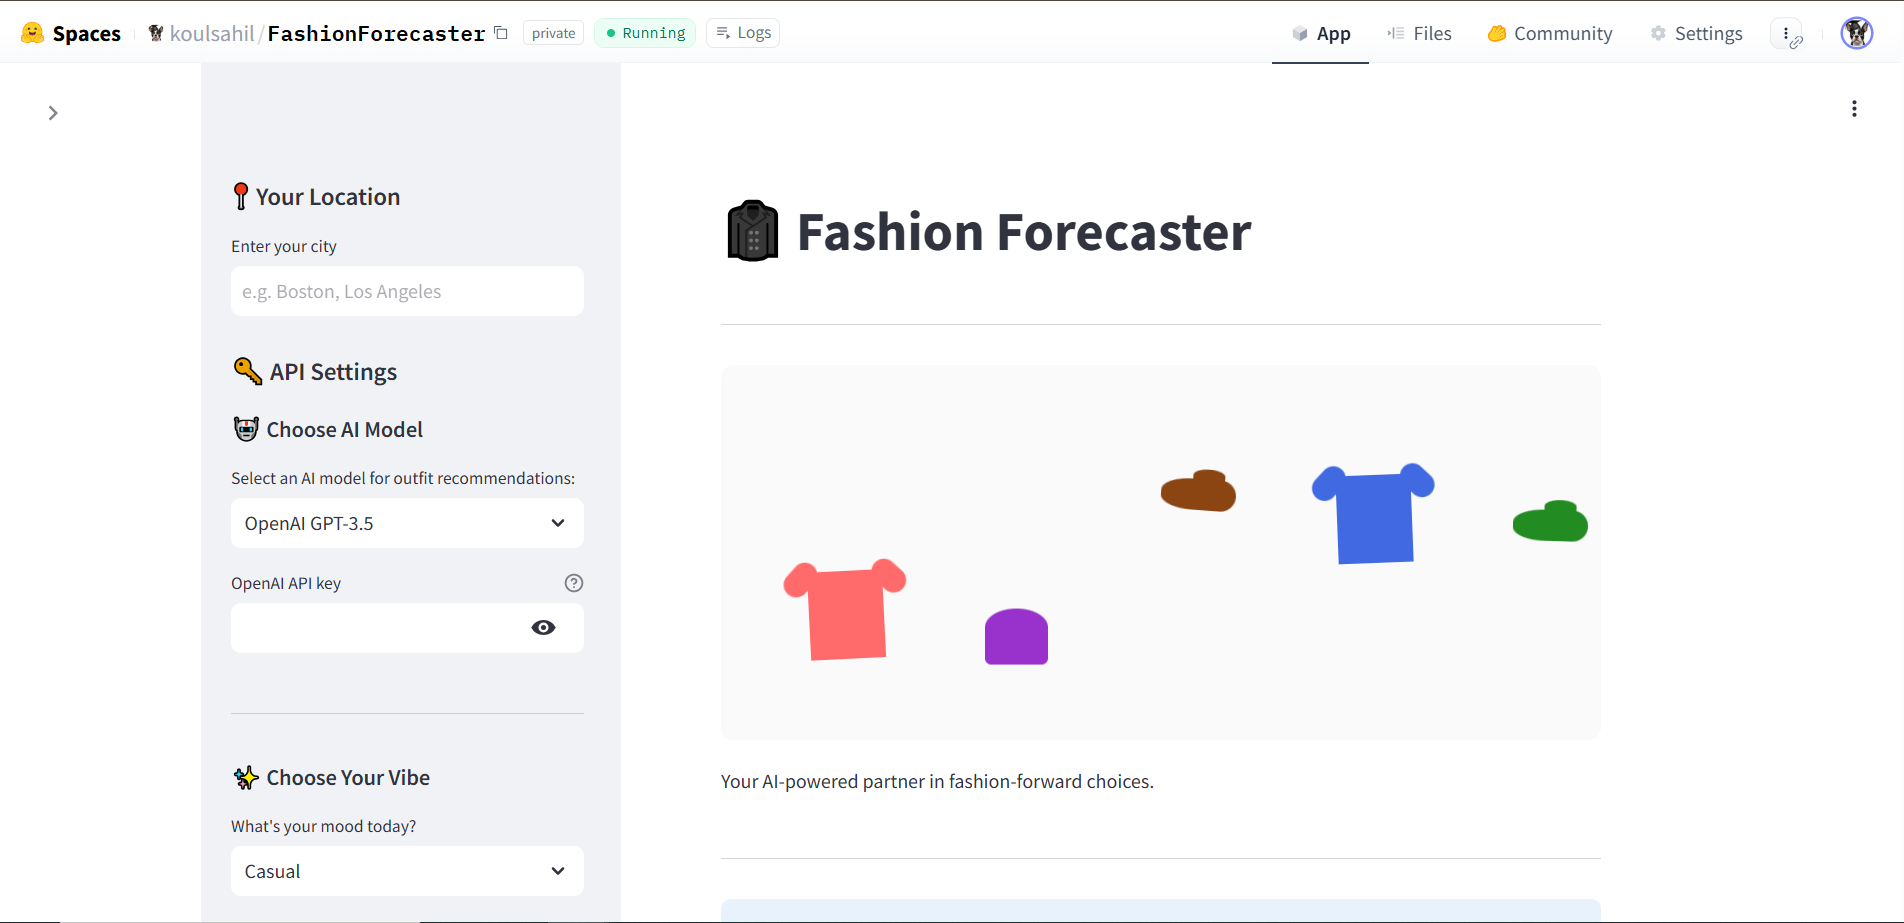 Spaces
koulsahil/FashionForecaster
private
Running
Logs
App
Files
Community
Settings
Your Location
Enter your city
e.g. Boston, Los Angeles
API Settings
Choose AI Model
Select an AI model for outfit recommendations:
OpenAI GPT-3.5
OpenAI API key
Choose Your Vibe
What's your mood today?
Casual
Fashion Forecaster
Your AI-powered partner in fashion-forward choices.